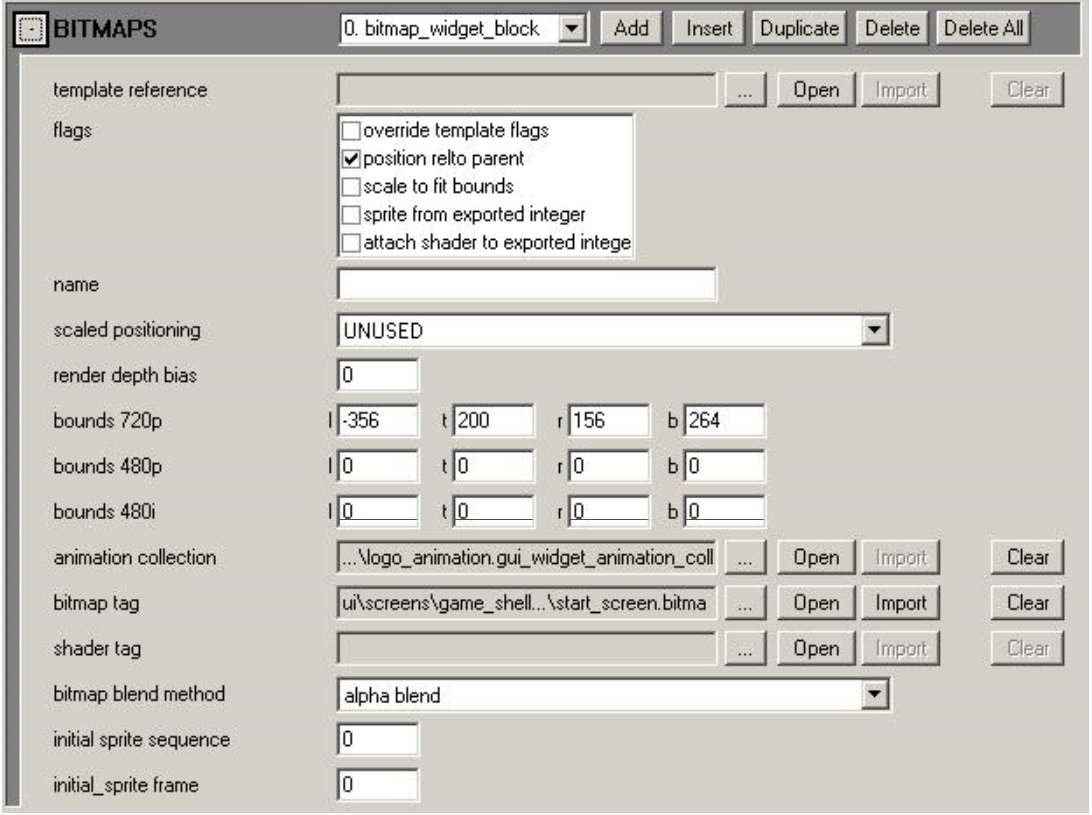 - BITMAPS 0. bitmap_widget_block Add Insert Duplicate Delete Delete All
template reference ... Open Import Clear
flags
override template flags
position relto parent
scale to fit bounds
sprite from exported integer
attach shader to exported intege
name
scaled positioning UNUSED
render depth bias 0
bounds 720p l -356 t 200 r 156 b 264
bounds 480p l 0 t 0 r 0 b 0
bounds 480i l 0 t 0 r 0 b 0
animation collection ...\logo_animation.gui_widget_animation_coll ... Open Import Clear
bitmap tag ui\screens\game_shell...\start_screen.bitma ... Open Import Clear
shader tag ... Open Import Clear
bitmap blend method alpha blend
initial sprite sequence 0
initial_sprite frame 0